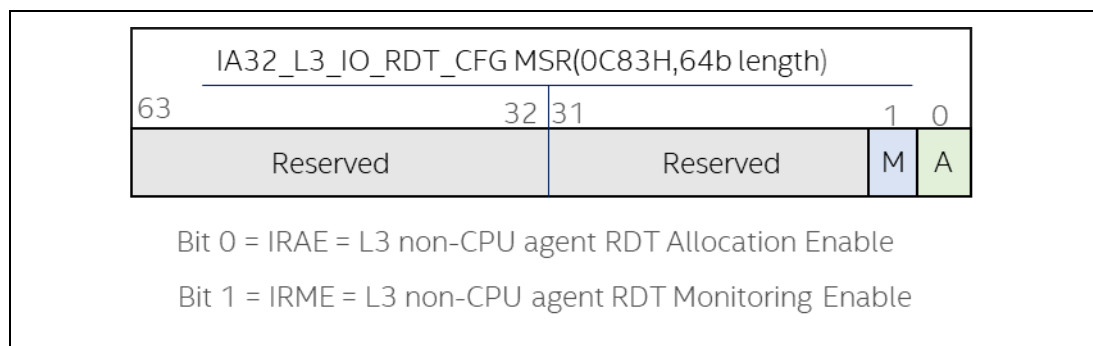 IA32_L3_IO_RDT_CFG MSR(0C83H,64b length)
63 32 31 1 0
Reserved Reserved M A
Bit 0 = IRAE = L3 non-CPU agent RDT Allocation Enable
Bit 1 = IRME = L3 non-CPU agent RDT Monitoring Enable